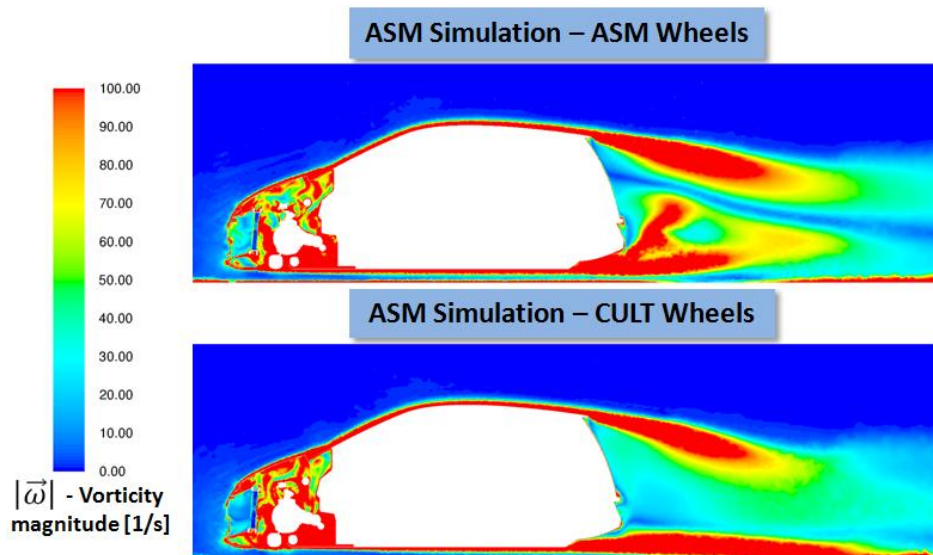 ASM Simulation – ASM Wheels
100.00
90.00
80.00
70.00
60.00
50.00
40.00
30.00
20.00
10.00
0.00
|ω⃗| - Vorticity
magnitude [1/s]
ASM Simulation – CULT Wheels